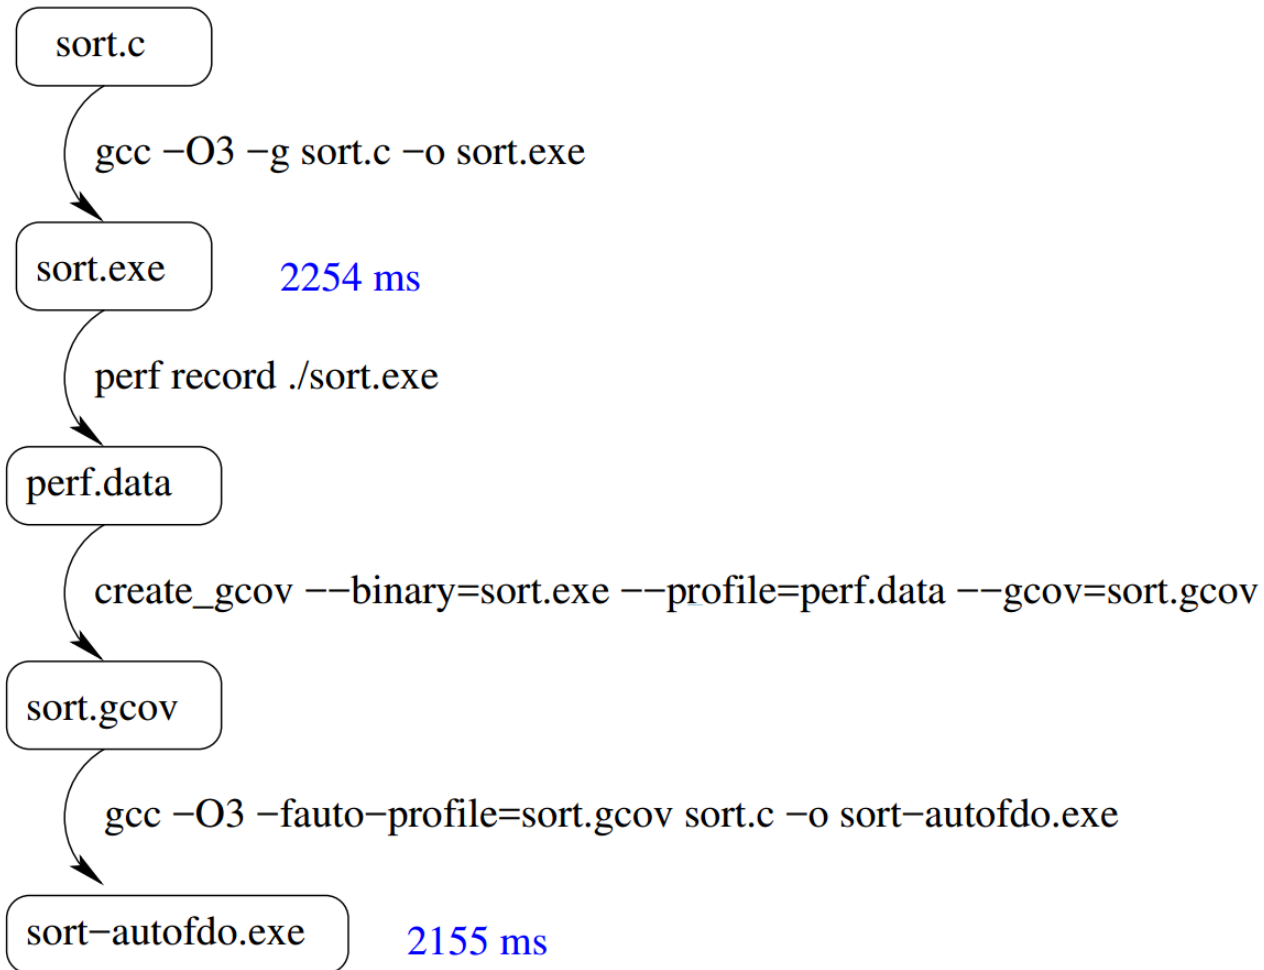 sort.c
gcc −O3 −g sort.c −o sort.exe
sort.exe
2254 ms
perf record ./sort.exe
perf.data
create_gcov −−binary=sort.exe −−profile=perf.data −−gcov=sort.gcov
sort.gcov
gcc −O3 −fauto−profile=sort.gcov sort.c −o sort−autofdo.exe
sort−autofdo.exe
2155 ms